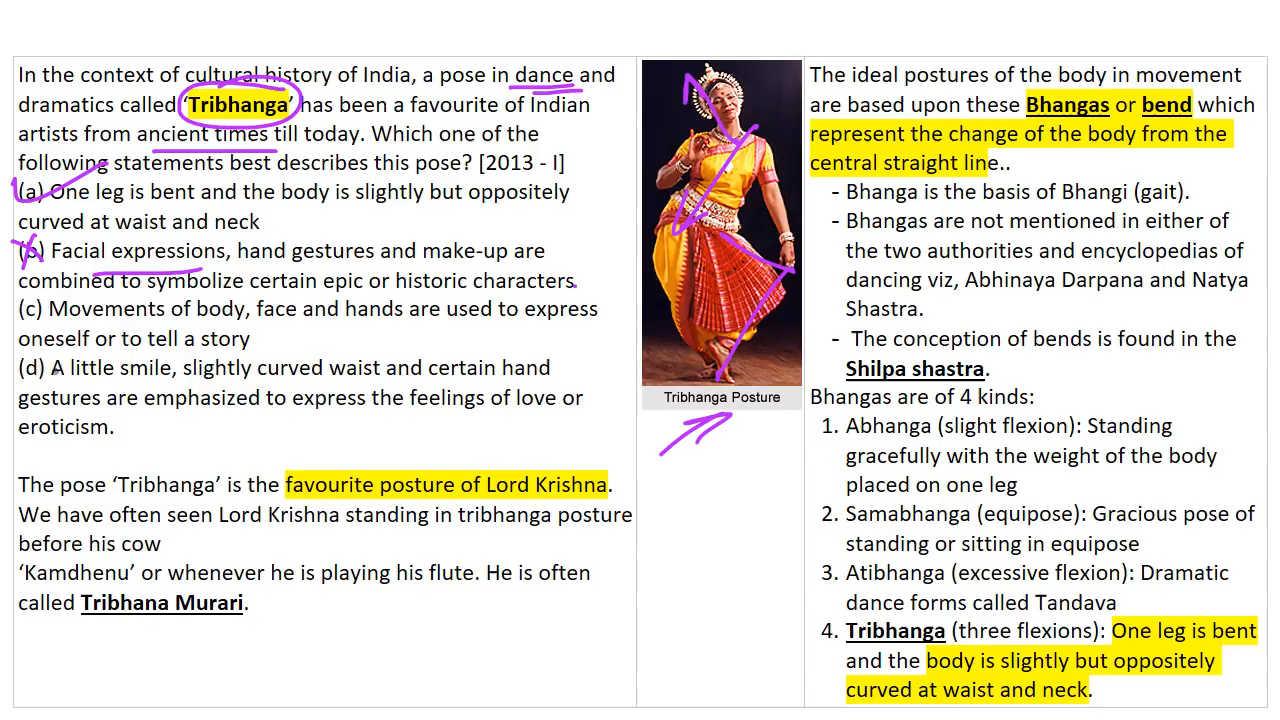 In the context of cultural history of India, a pose in dance and
dramatics called ‘Tribhanga’ has been a favourite of Indian
artists from ancient times till today. Which one of the
following statements best describes this pose? [2013 - I]
(a) One leg is bent and the body is slightly but oppositely
curved at waist and neck
(b) Facial expressions, hand gestures and make-up are
combined to symbolize certain epic or historic characters.
(c) Movements of body, face and hands are used to express
oneself or to tell a story
(d) A little smile, slightly curved waist and certain hand
gestures are emphasized to express the feelings of love or
eroticism.
The pose ‘Tribhanga’ is the favourite posture of Lord Krishna.
We have often seen Lord Krishna standing in tribhanga posture
before his cow
‘Kamdhenu’ or whenever he is playing his flute. He is often
called Tribhana Murari.
Tribhanga Posture
The ideal postures of the body in movement
are based upon these Bhangas or bend which
represent the change of the body from the
central straight line..
- Bhanga is the basis of Bhangi (gait).
- Bhangas are not mentioned in either of
the two authorities and encyclopedias of
dancing viz, Abhinaya Darpana and Natya
Shastra.
- The conception of bends is found in the
Shilpa shastra.
Bhangas are of 4 kinds:
1. Abhanga (slight flexion): Standing
gracefully with the weight of the body
placed on one leg
2. Samabhanga (equipose): Gracious pose of
standing or sitting in equipose
3. Atibhanga (excessive flexion): Dramatic
dance forms called Tandava
4. Tribhanga (three flexions): One leg is bent
and the body is slightly but oppositely
curved at waist and neck.